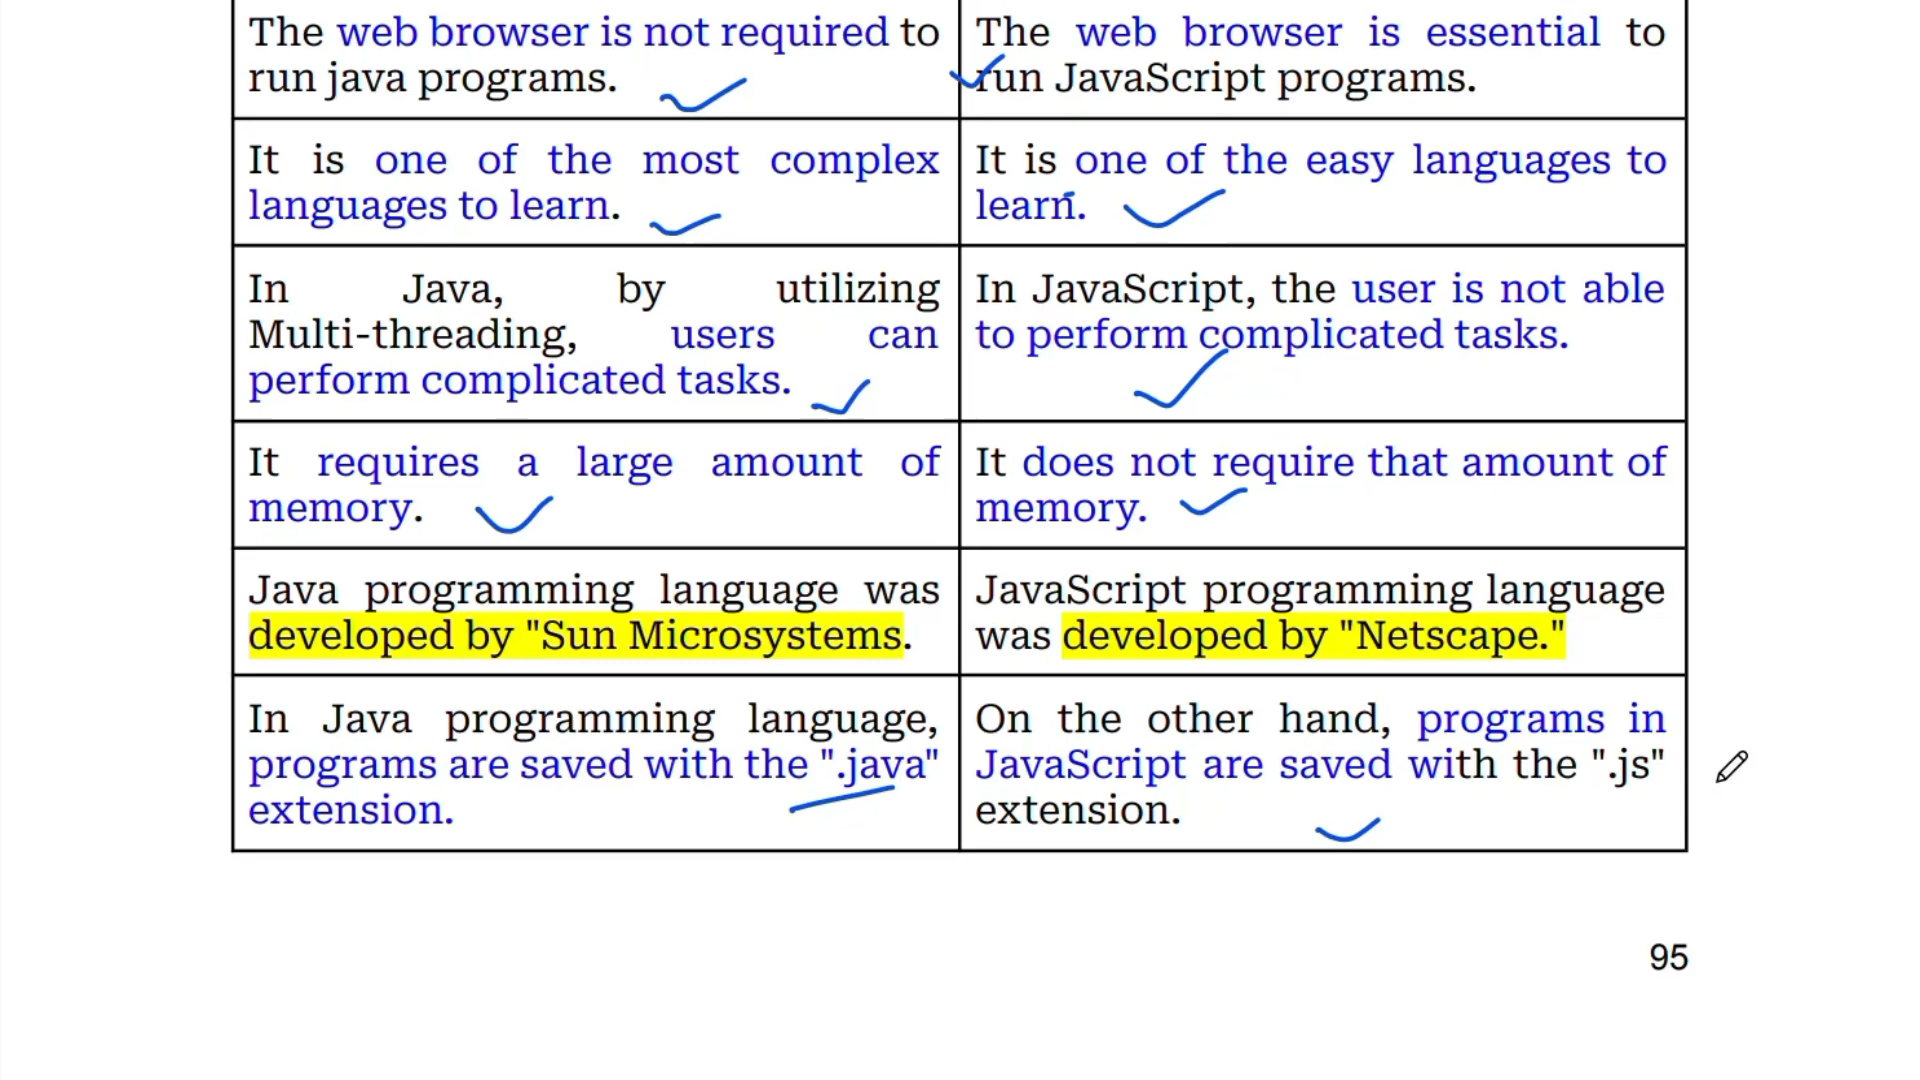 The web browser is not required to
run java programs.
The web browser is essential to
run JavaScript programs.
It is one of the most complex
languages to learn.
It is one of the easy languages to
learn.
In Java, by utilizing
Multi-threading, users can
perform complicated tasks.
In JavaScript, the user is not able
to perform complicated tasks.
It requires a large amount of
memory.
It does not require that amount of
memory.
Java programming language was
developed by "Sun Microsystems.
JavaScript programming language
was developed by "Netscape."
In Java programming language,
programs are saved with the ".java"
extension.
On the other hand, programs in
JavaScript are saved with the ".js"
extension.
95